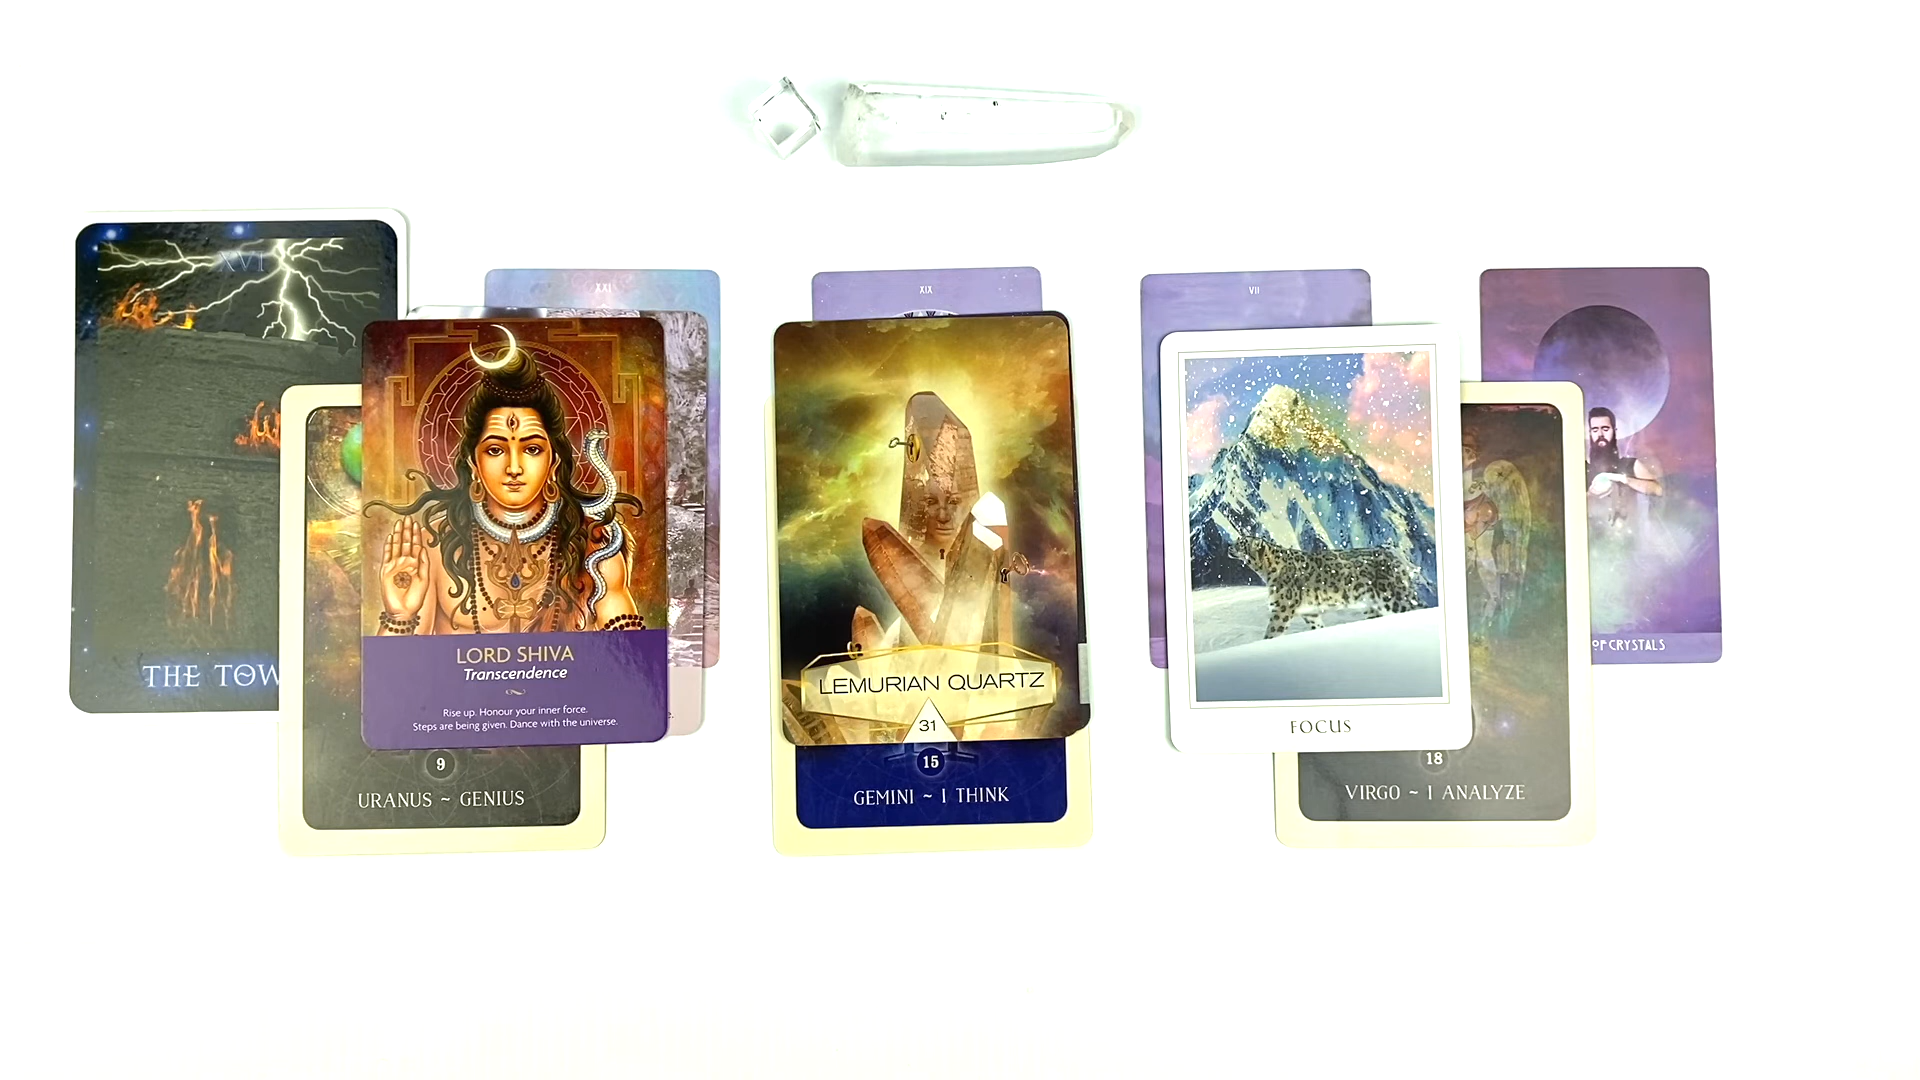 XVI
THE TOW
XXI
LORD SHIVA
Transcendence
Rise up. Honour your inner force.
Steps are being given. Dance with the universe.
e.
9
URANUS ~ GENIUS
XIX
LEMURIAN QUARTZ
31
15
GEMINI ~ I THINK
VII
FOCUS
18
VIRGO ~ I ANALYZE
OF CRYSTALS